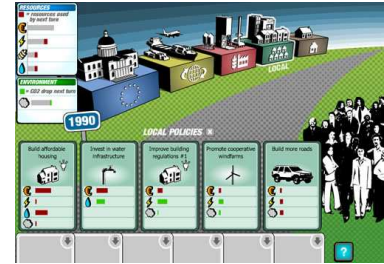 RESOURCES
= resources used
by next turn
ENVIRONMENT
= CO2 drop next turn
LOCAL
1990
LOCAL POLICIES
Build affordable
housing
Invest in water
infrastructure
Improve building
regulations #1
Promote cooperative
windfarms
Build more roads
?